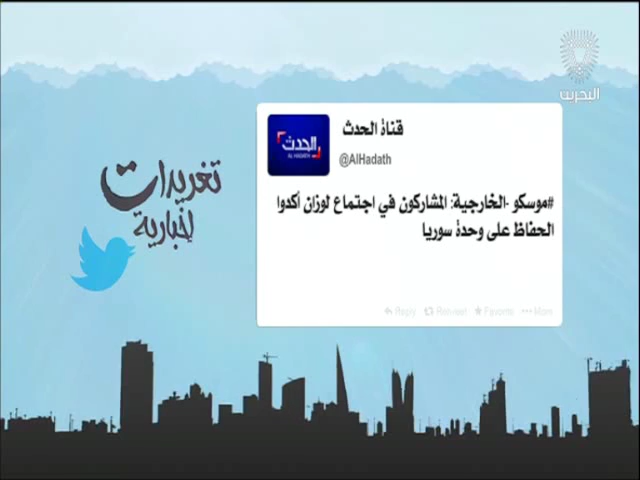 البحرين
قناة الحدث
الحدث
AL HADATH
@AlHadath
تغريدات
إخبارية
#موسكو -الخارجية: المشاركون في اجتماع لوزان أكدوا
الحفاظ على وحدة سوريا
Reply Retweet Favorite More